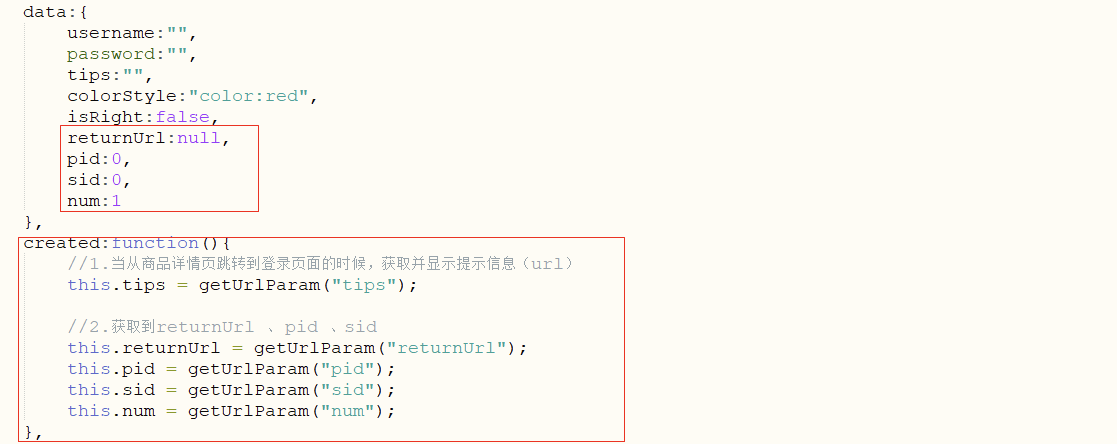 data:{
username:"",
password:"",
tips:"",
colorStyle:"color:red",
isRight:false,
returnUrl:null,
pid:0,
sid:0,
num:1
},
created:function(){
//1.当从商品详情页跳转到登录页面的时候，获取并显示提示信息（url）
this.tips = getUrlParam("tips");
//2.获取到returnUrl 、pid 、sid
this.returnUrl = getUrlParam("returnUrl");
this.pid = getUrlParam("pid");
this.sid = getUrlParam("sid");
this.num = getUrlParam("num");
},